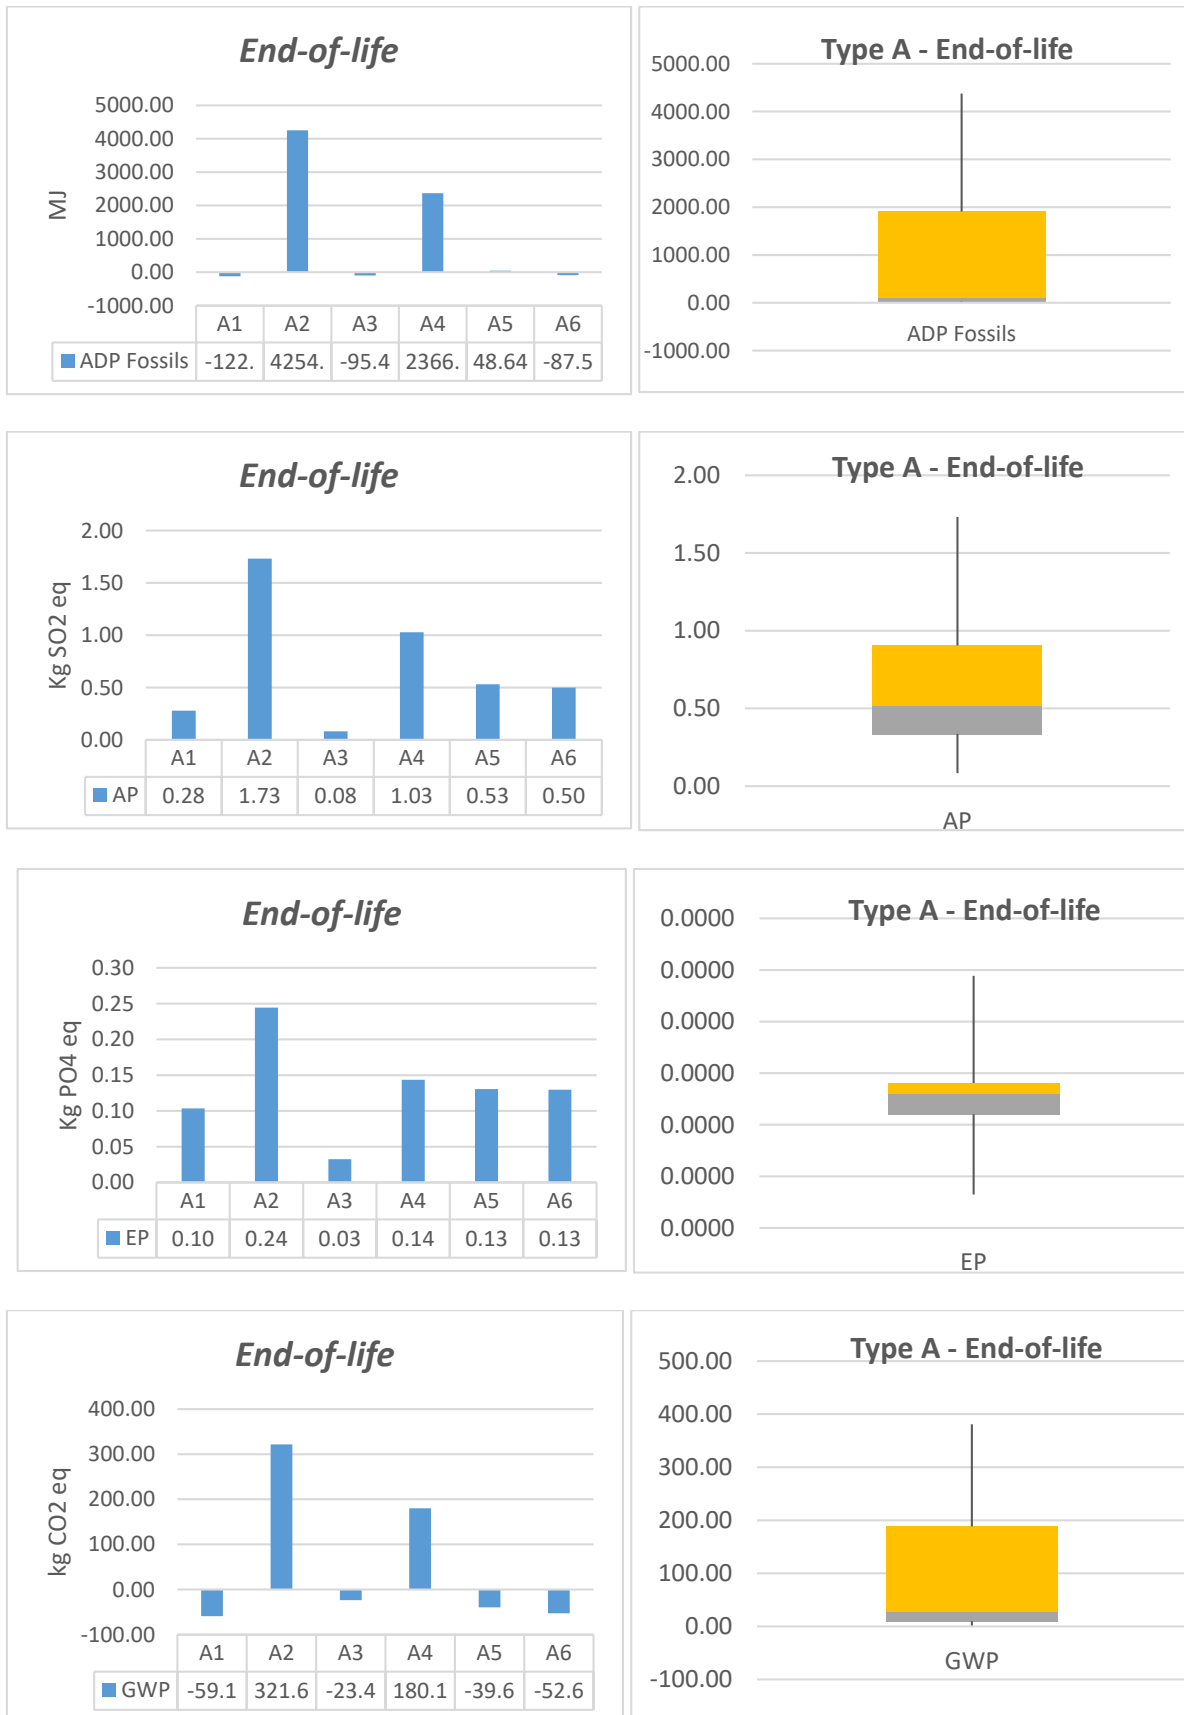 End-of-life
MJ
5000.00
4000.00
3000.00
2000.00
1000.00
0.00
-1000.00
A1 A2 A3 A4 A5 A6
ADP Fossils -122. 4254. -95.4 2366. 48.64 -87.5
Type A - End-of-life
5000.00
4000.00
3000.00
2000.00
1000.00
0.00
-1000.00
ADP Fossils
End-of-life
Kg SO2 eq
2.00
1.50
1.00
0.50
0.00
A1 A2 A3 A4 A5 A6
AP 0.28 1.73 0.08 1.03 0.53 0.50
Type A - End-of-life
2.00
1.50
1.00
0.50
0.00
AP
End-of-life
Kg PO4 eq
0.30
0.25
0.20
0.15
0.10
0.05
0.00
A1 A2 A3 A4 A5 A6
EP 0.10 0.24 0.03 0.14 0.13 0.13
Type A - End-of-life
0.0000
0.0000
0.0000
0.0000
0.0000
0.0000
0.0000
EP
End-of-life
kg CO2 eq
400.00
300.00
200.00
100.00
0.00
-100.00
A1 A2 A3 A4 A5 A6
GWP -59.1 321.6 -23.4 180.1 -39.6 -52.6
Type A - End-of-life
500.00
400.00
300.00
200.00
100.00
0.00
-100.00
GWP